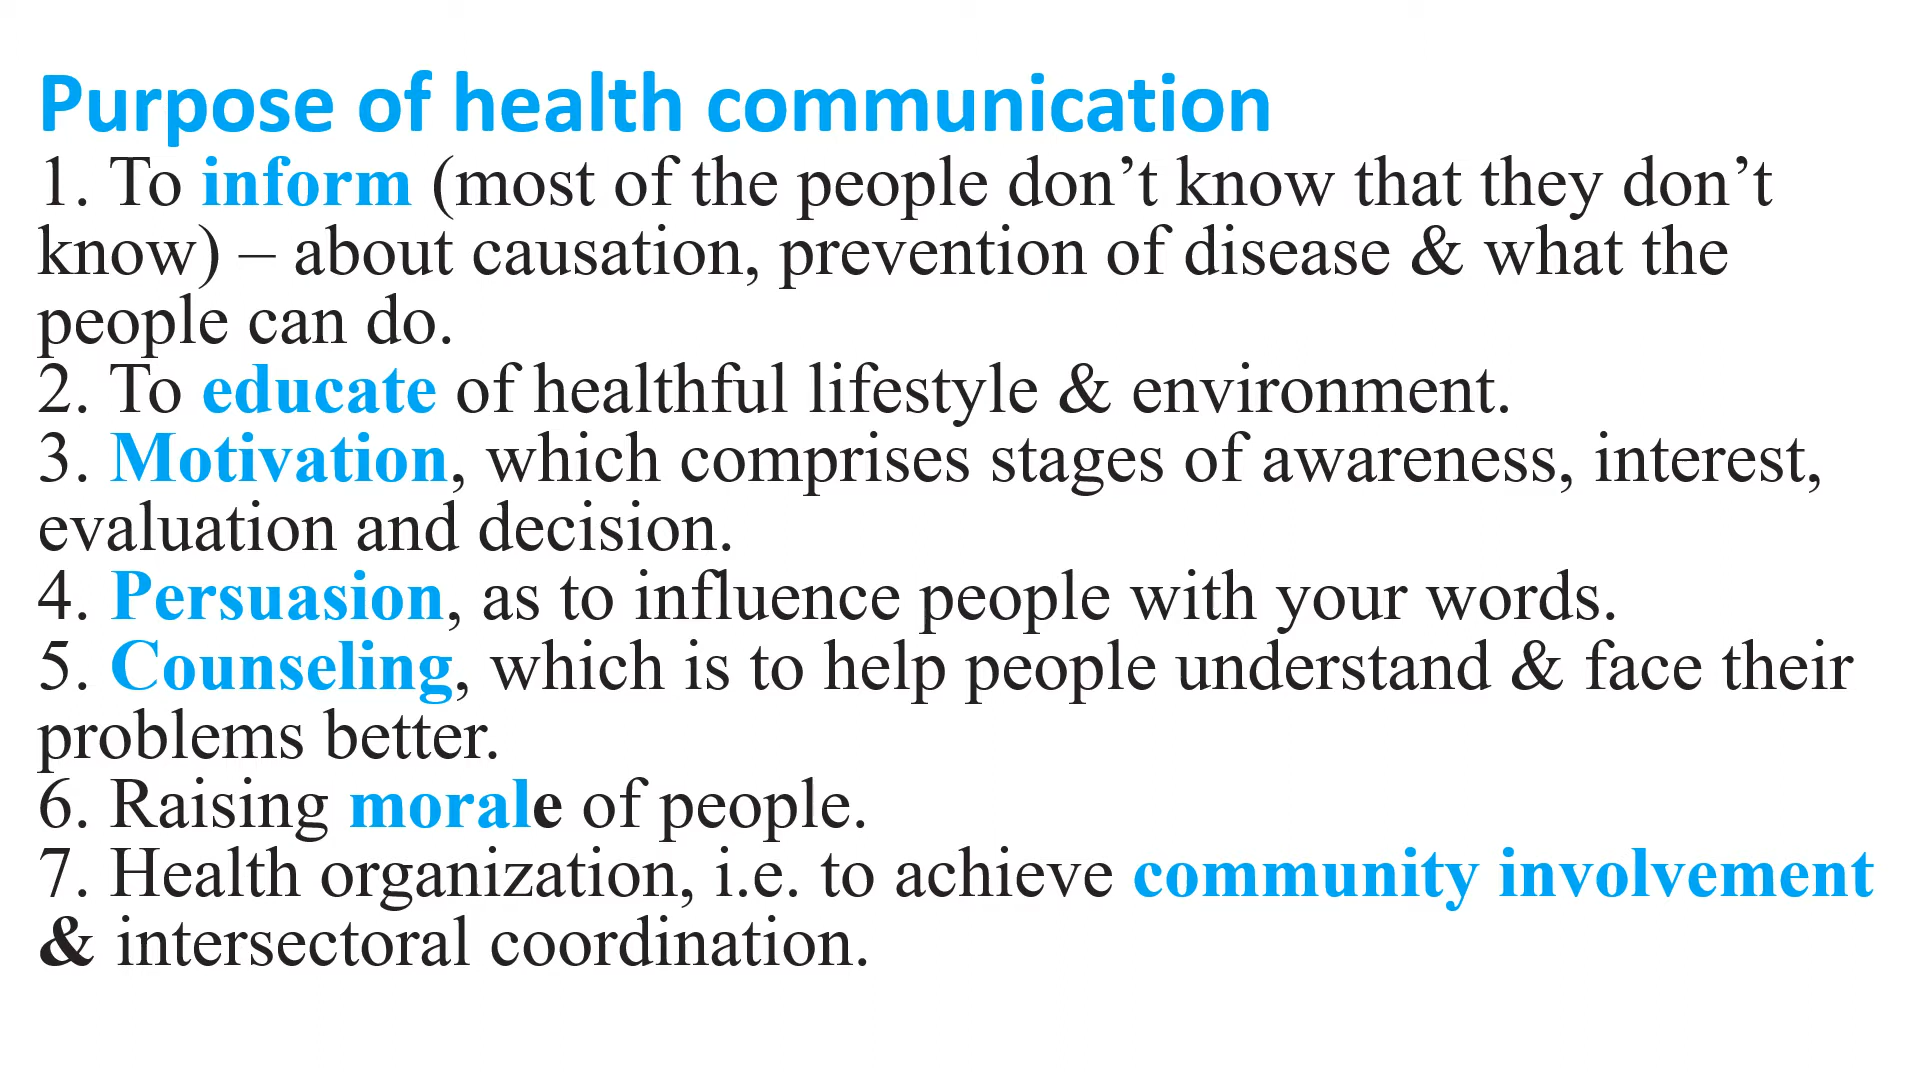 Purpose of health communication
1. To inform (most of the people don’t know that they don’t
know) – about causation, prevention of disease & what the
people can do.
2. To educate of healthful lifestyle & environment.
3. Motivation, which comprises stages of awareness, interest,
evaluation and decision.
4. Persuasion, as to influence people with your words.
5. Counseling, which is to help people understand & face their
problems better.
6. Raising morale of people.
7. Health organization, i.e. to achieve community involvement
& intersectoral coordination.